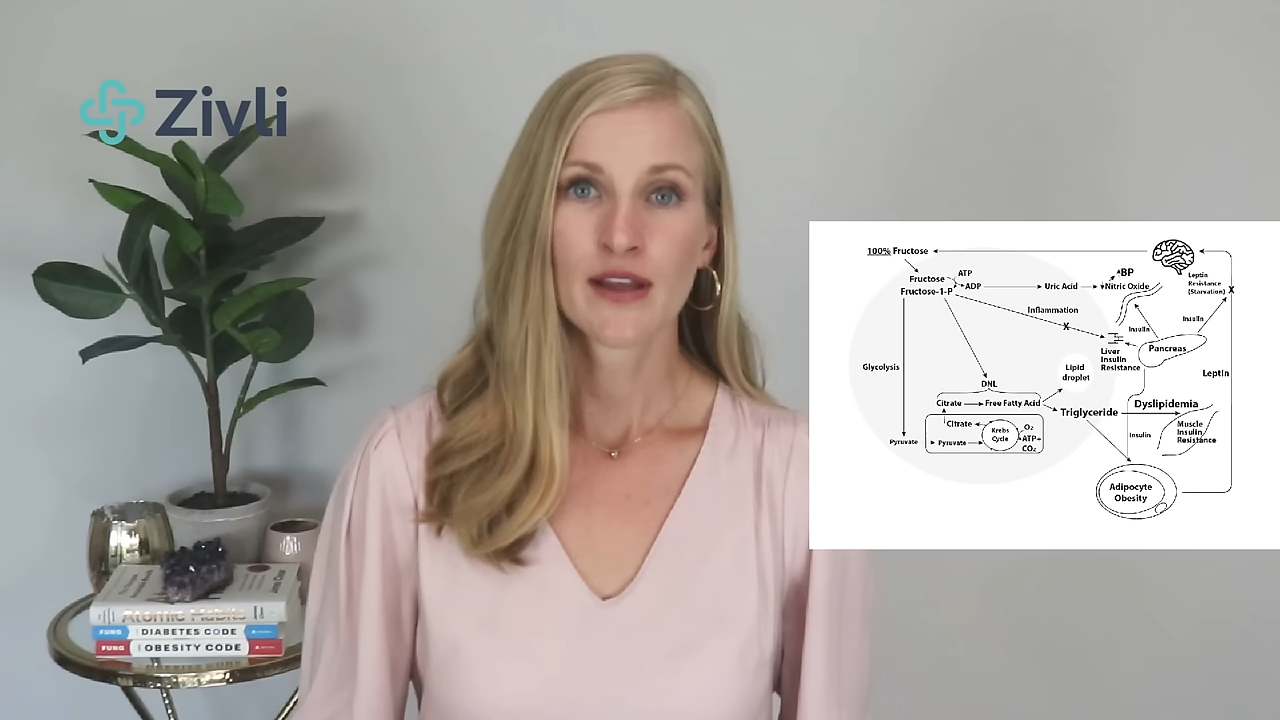 Zivli
100% Fructose
Fructose
ATP
ADP
Fructose-1-P
Uric Acid
BP
Nitric Oxide
Leptin
Resistance
(Starvation)
X
Inflammation
X
Insulin
Insulin
Liver
Insulin
Resistance
Pancreas
Glycolysis
Lipid
droplet
Leptin
DNL
Citrate
Free Fatty Acid
Triglyceride
Dyslipidemia
Citrate
Krebs
Cycle
O₂
ATP+
CO₂
Muscle
Insulin
Resistance
Insulin
Pyruvate
Pyruvate
Adipocyte
Obesity
Atomic Habits
FUNG DIABETES CODE
FUNG OBESITY CODE